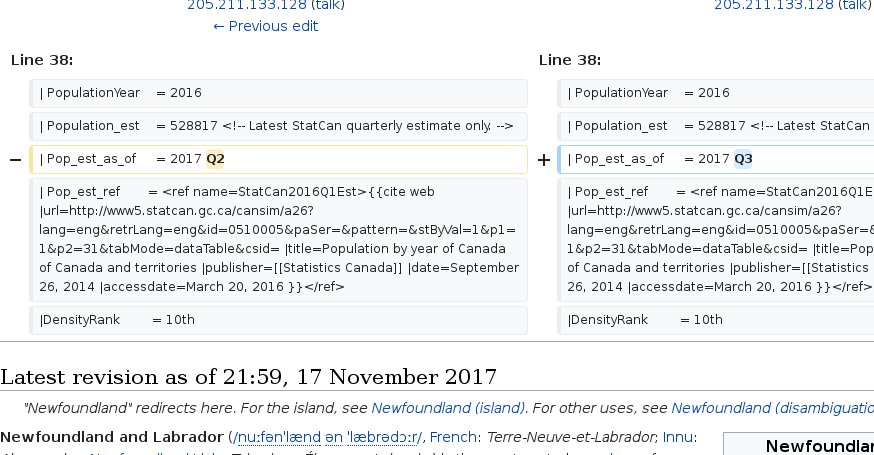 205.211.133.128 (talk)
205.211.133.128 (talk)
← Previous edit
Line 38:
Line 38:
| PopulationYear = 2016
| PopulationYear = 2016
| Population_est = 528817 <!-- Latest StatCan quarterly estimate only. -->
| Population_est = 528817 <!-- Latest StatCan
− | Pop_est_as_of = 2017 Q2
+ | Pop_est_as_of = 2017 Q3
| Pop_est_ref = <ref name=StatCan2016Q1Est>{{cite web
|url=http://www5.statcan.gc.ca/cansim/a26?
lang=eng&retrLang=eng&id=0510005&paSer=&pattern=&stByVal=1&p1=
1&p2=31&tabMode=dataTable&csid= |title=Population by year of Canada
of Canada and territories |publisher=[[Statistics Canada]] |date=September
26, 2014 |accessdate=March 20, 2016 }}</ref>
| Pop_est_ref = <ref name=StatCan2016Q1E
|url=http://www5.statcan.gc.ca/cansim/a26?
lang=eng&retrLang=eng&id=0510005&paSer=&
1&p2=31&tabMode=dataTable&csid= |title=Pop
of Canada and territories |publisher=[[Statistics
26, 2014 |accessdate=March 20, 2016 }}</ref>
|DensityRank = 10th
|DensityRank = 10th
Latest revision as of 21:59, 17 November 2017
"Newfoundland" redirects here. For the island, see Newfoundland (island). For other uses, see Newfoundland (disambiguatio
Newfoundland and Labrador (/nuːfənˈlænd ən ˈlæbrədɔːr/, French: Terre-Neuve-et-Labrador; Innu:
Newfoundlan